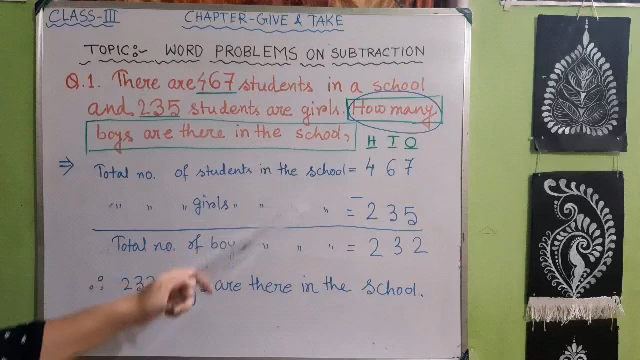 CLASS-III CHAPTER-GIVE & TAKE
TOPIC:- WORD PROBLEMS ON SUBTRACTION
Q.1. There are 467 students in a school
and 235 students are girls. How many
boys are there in the school?
H T O
⇒ Total no. of students in the school = 4 6 7
" " " girls " " " = - 2 3 5
Total no. of boy " " " = 2 3 2
∴ 232 are there in the school.